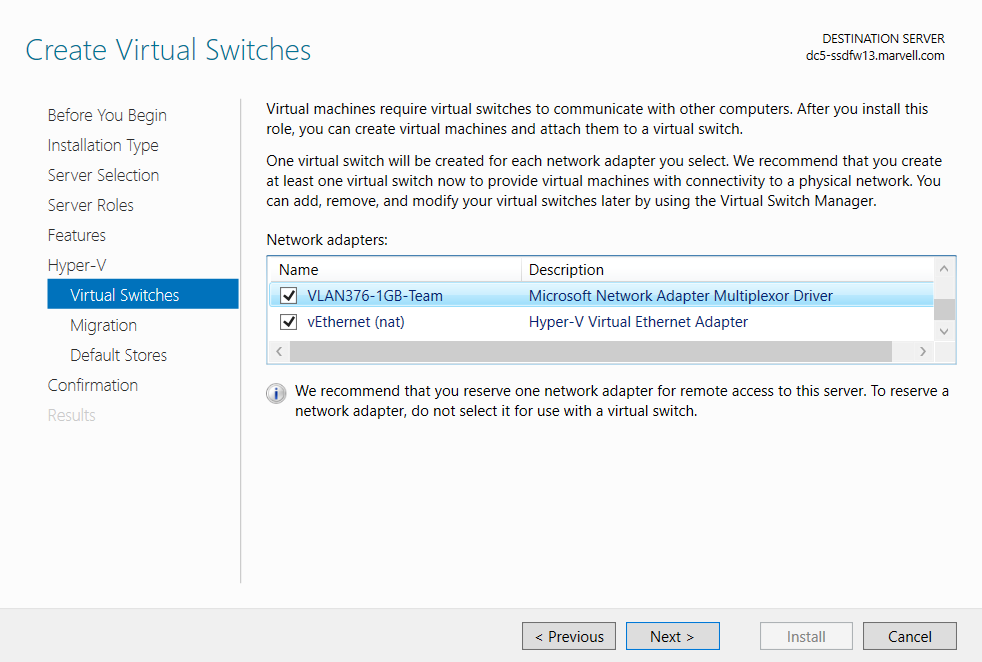 Create Virtual Switches
DESTINATION SERVER
dc5-ssdfw13.marvell.com
Before You Begin
Installation Type
Server Selection
Server Roles
Features
Hyper-V
Virtual Switches
Migration
Default Stores
Confirmation
Results
Virtual machines require virtual switches to communicate with other computers. After you install this
role, you can create virtual machines and attach them to a virtual switch.
One virtual switch will be created for each network adapter you select. We recommend that you create
at least one virtual switch now to provide virtual machines with connectivity to a physical network. You
can add, remove, and modify your virtual switches later by using the Virtual Switch Manager.
Network adapters:
Name Description
VLAN376-1GB-Team Microsoft Network Adapter Multiplexor Driver
vEthernet (nat) Hyper-V Virtual Ethernet Adapter
We recommend that you reserve one network adapter for remote access to this server. To reserve a
network adapter, do not select it for use with a virtual switch.
< Previous Next > Install Cancel